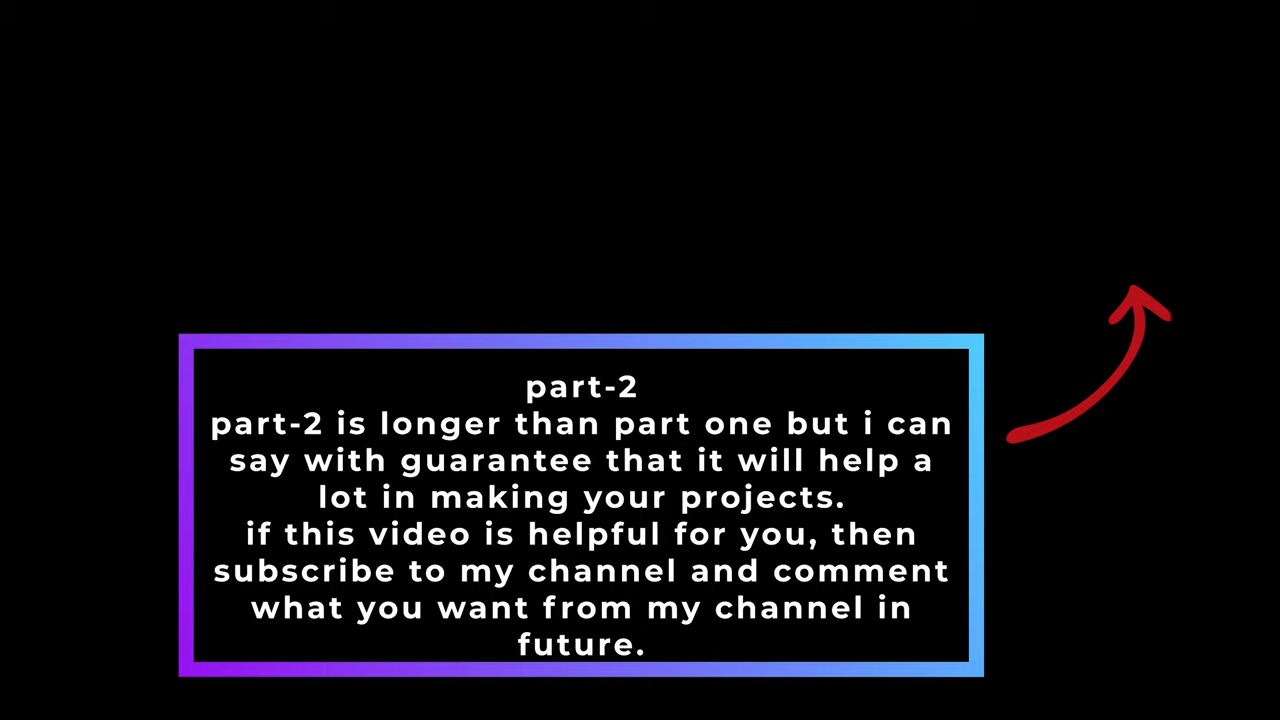 part-2
part-2 is longer than part one but i can
say with guarantee that it will help a
lot in making your projects.
if this video is helpful for you, then
subscribe to my channel and comment
what you want from my channel in
future.